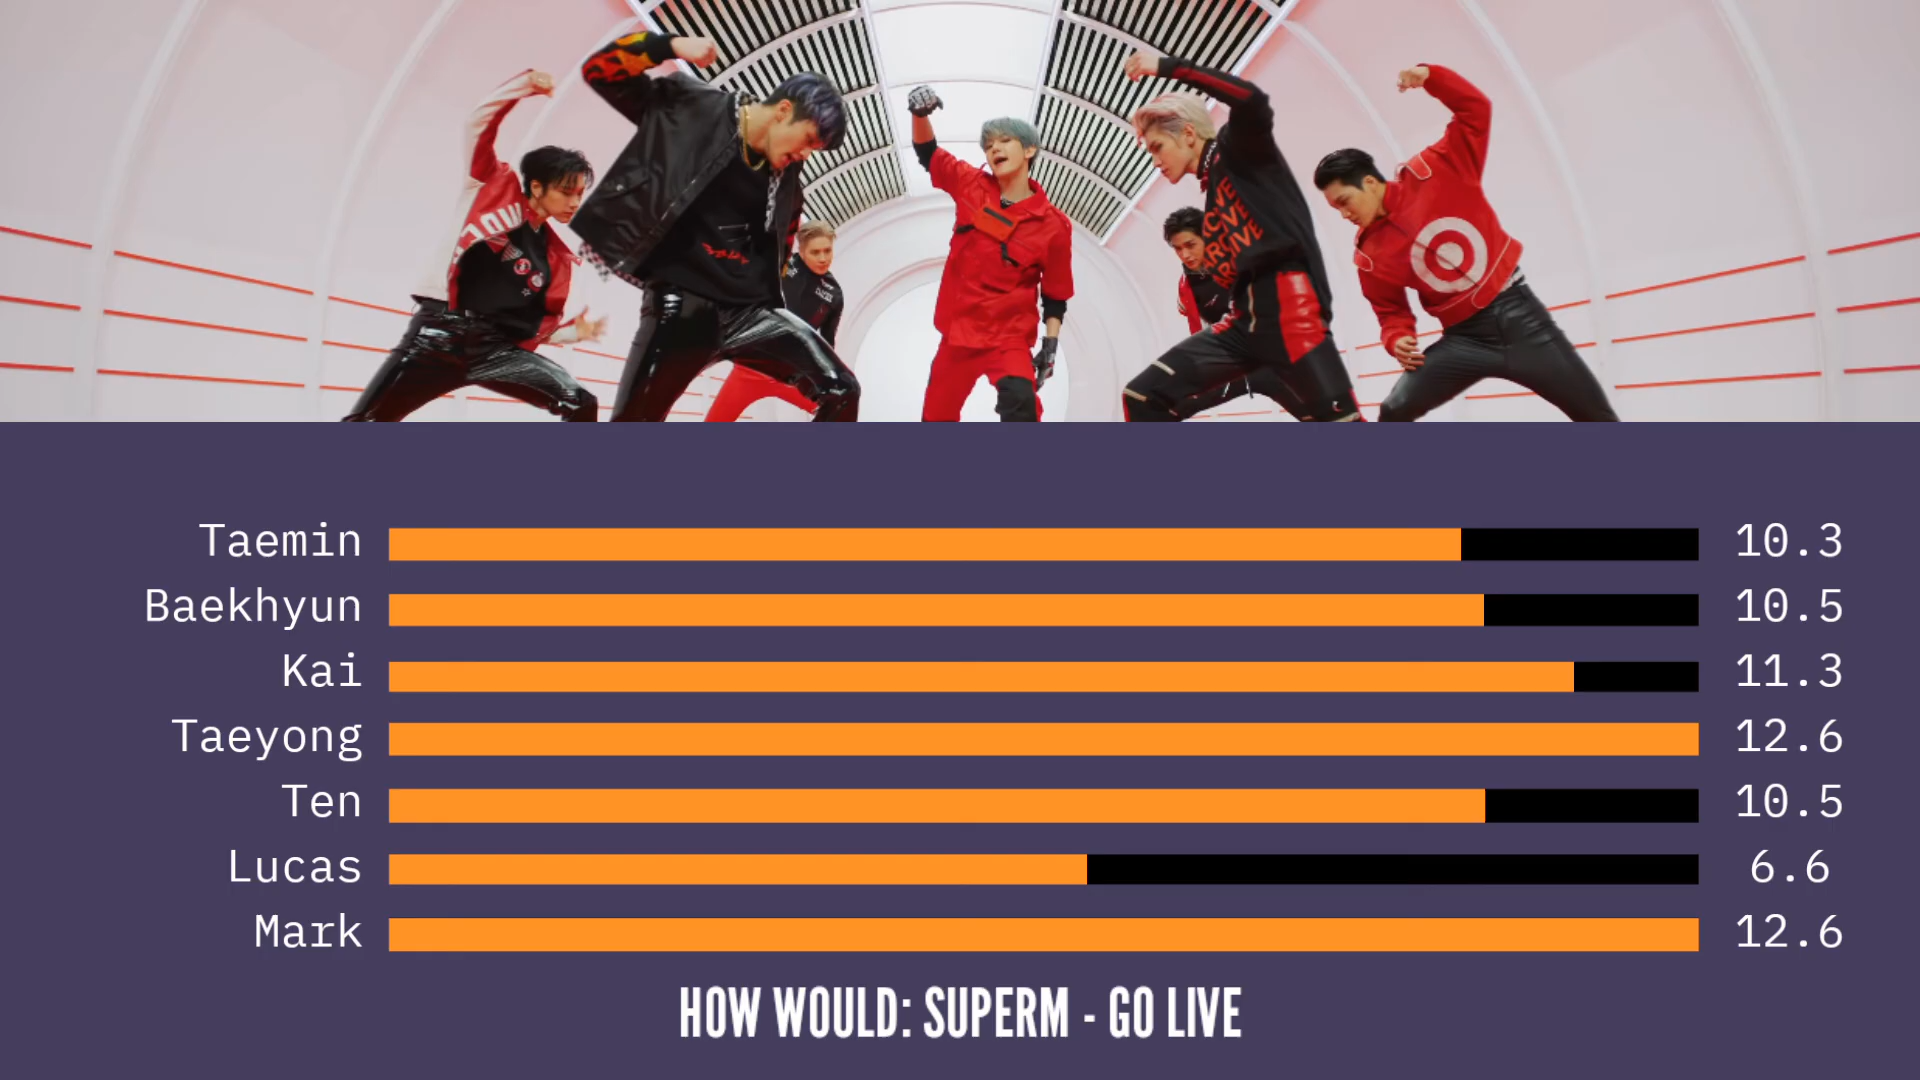 Taemin 10.3
Baekhyun 10.5
Kai 11.3
Taeyong 12.6
Ten 10.5
Lucas 6.6
Mark 12.6
HOW WOULD: SUPERM - GO LIVE